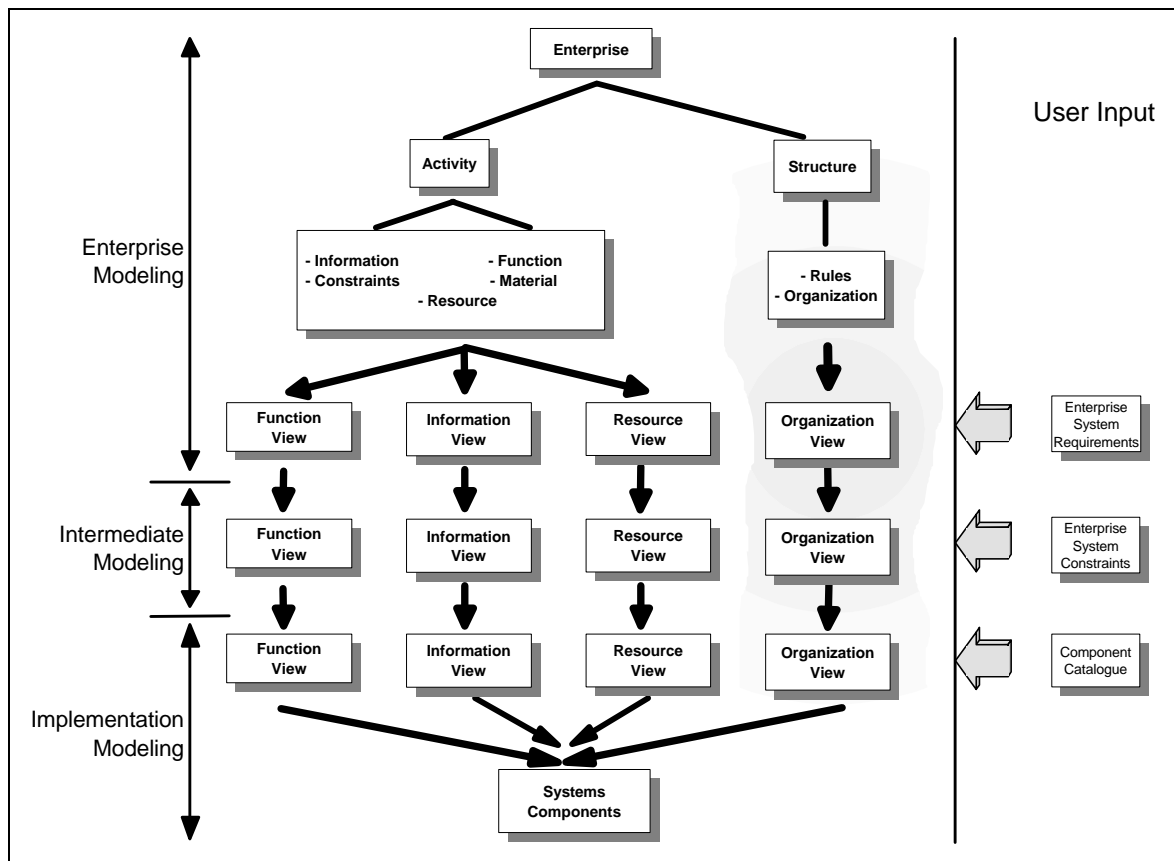 Enterprise
User Input
Activity
Structure
Enterprise
Modeling
- Information
- Function
- Constraints
- Material
- Resource
- Rules
- Organization
Function
View
Information
View
Resource
View
Organization
View
Enterprise
System
Requirements
Intermediate
Modeling
Function
View
Information
View
Resource
View
Organization
View
Enterprise
System
Constraints
Implementation
Modeling
Function
View
Information
View
Resource
View
Organization
View
Component
Catalogue
Systems
Components